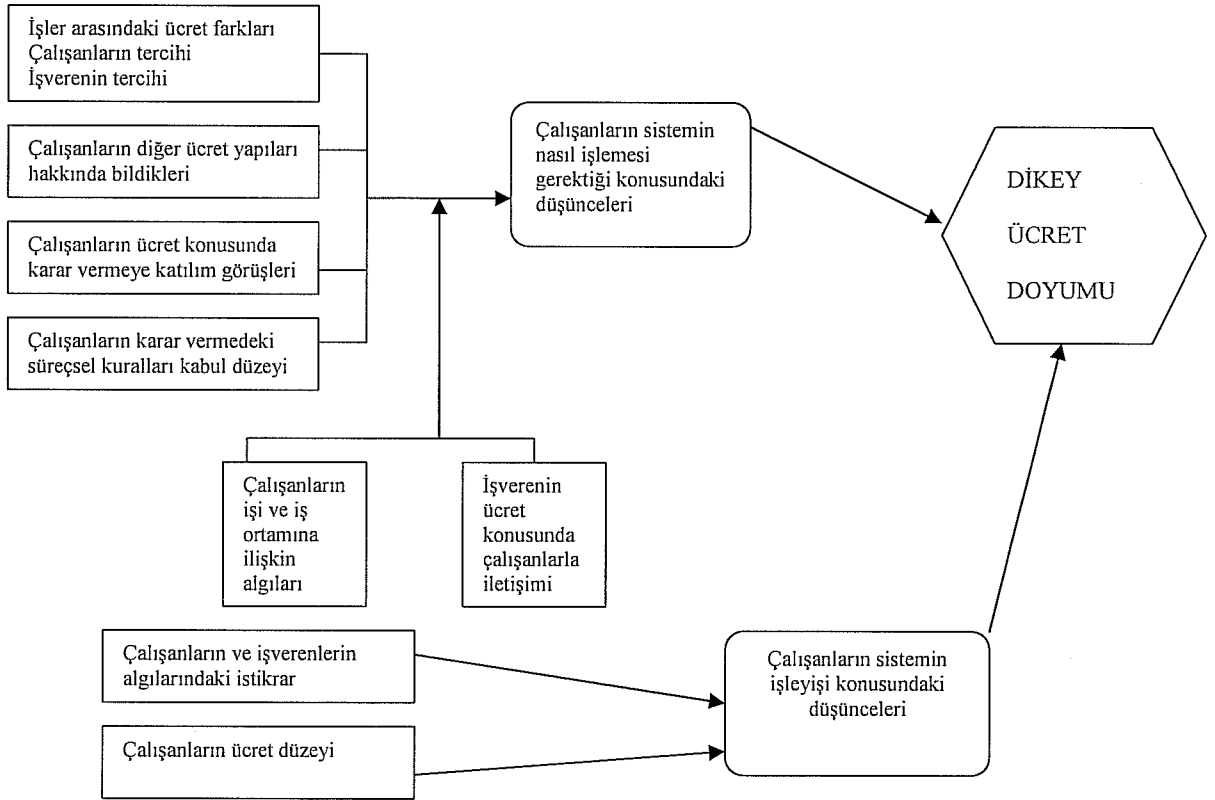 İşler arasındaki ücret farkları
Çalışanların tercihi
İşverenin tercihi
Çalışanların diğer ücret yapıları
hakkında bildikleri
Çalışanların ücret konusunda
karar vermeye katılım görüşleri
Çalışanların karar vermedeki
süreçsel kuralları kabul düzeyi
Çalışanların sistemin
nasıl işlemesi
gerektiği konusundaki
düşünceleri
DİKEY
ÜCRET
DOYUMU
Çalışanların
işi ve iş
ortamına
ilişkin
algıları
İşverenin
ücret
konusunda
çalışanlarla
iletişimi
Çalışanların ve işverenlerin
algılarındaki istikrar
Çalışanların ücret düzeyi
Çalışanların sistemin
işleyişi konusundaki
düşünceleri